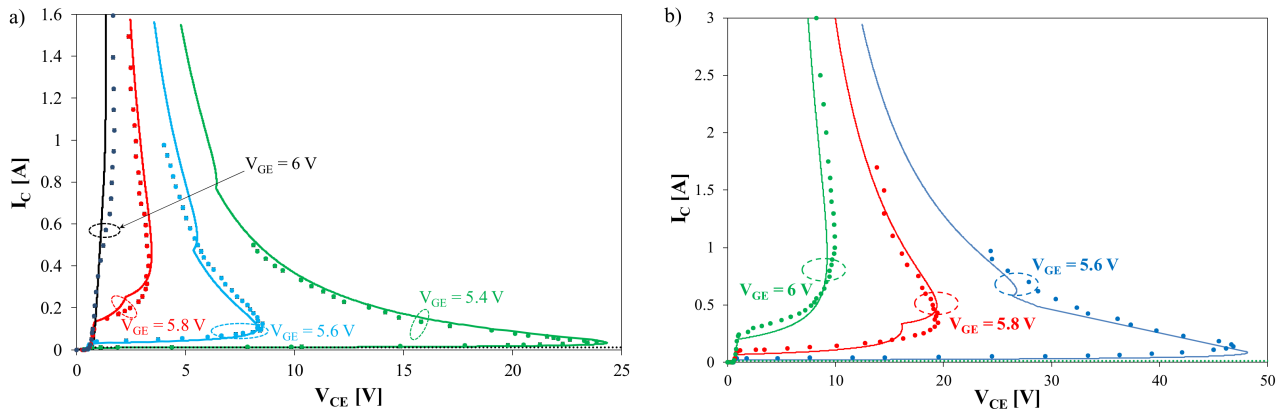 a)
I_C [A]
1.6
1.4
1.2
1
0.8
0.6
0.4
0.2
0
V_GE = 6 V
V_GE = 5.8 V
V_GE = 5.6 V
V_GE = 5.4 V
0 5 10 15 20 25
V_CE [V]
b)
I_C [A]
3
2.5
2
1.5
1
0.5
0
V_GE = 6 V
V_GE = 5.8 V
V_GE = 5.6 V
0 10 20 30 40 50
V_CE [V]